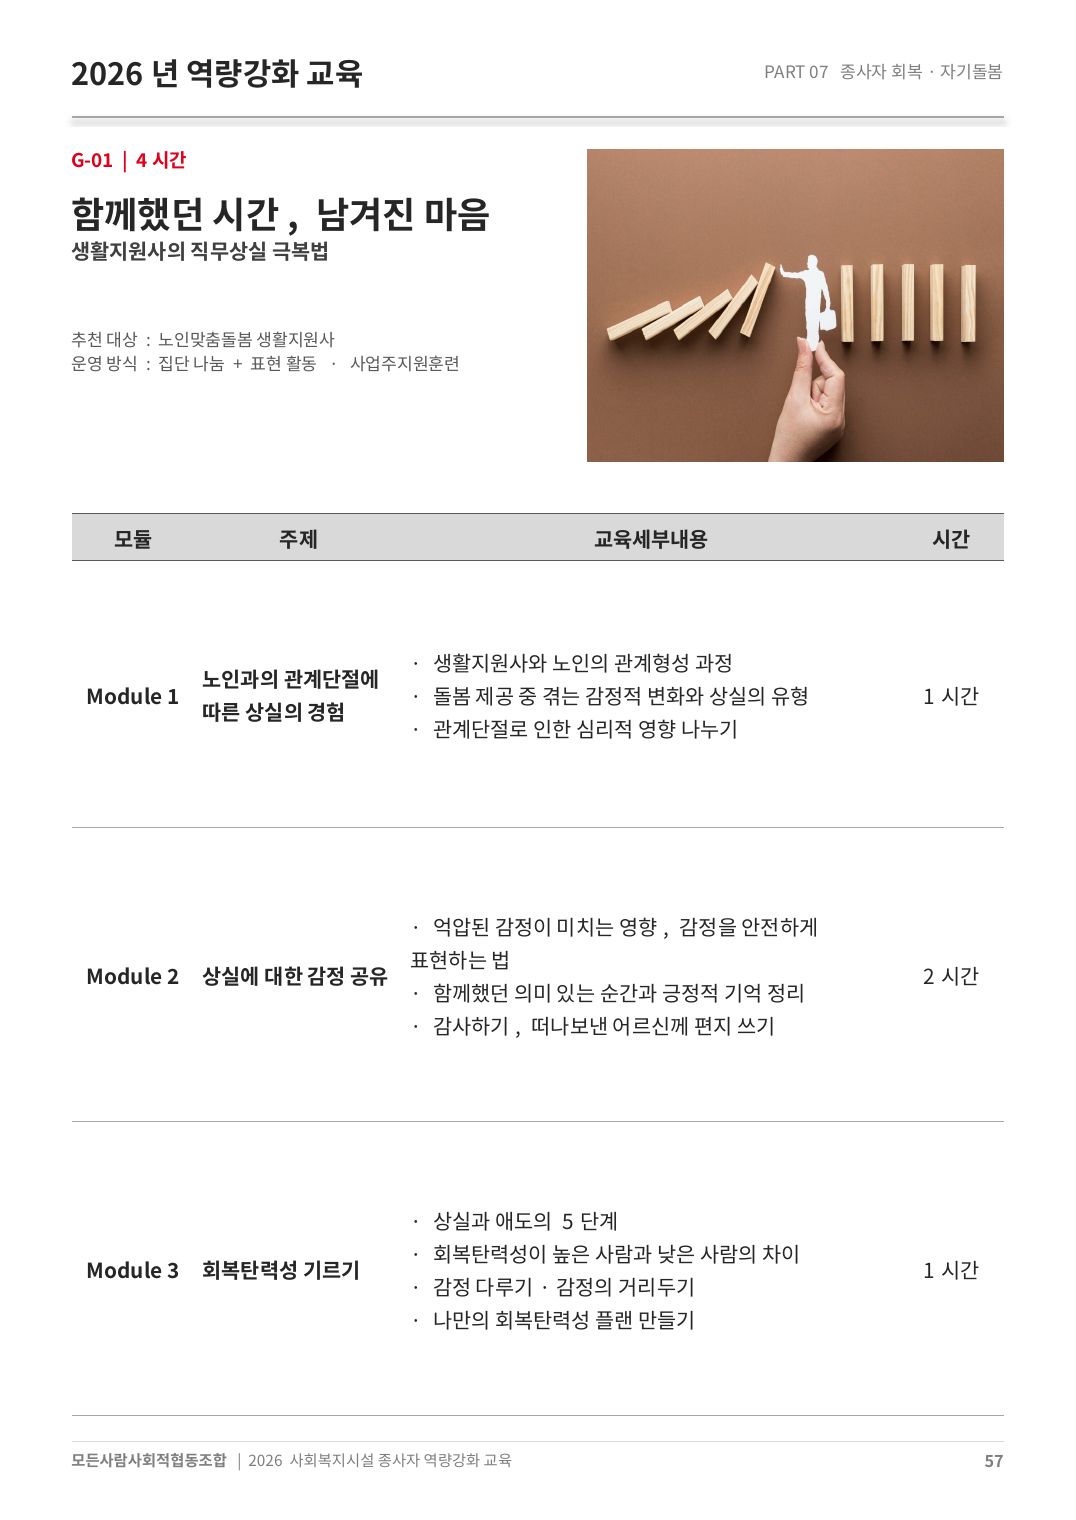 2026 년 역량강화 교육
PART 07 종사자 회복 · 자기돌봄
G-01 | 4 시간
함께했던 시간 , 남겨진 마음
생활지원사의 직무상실 극복법
추천 대상 : 노인맞춤돌봄 생활지원사
운영 방식 : 집단 나눔 + 표현 활동 · 사업주지원훈련
모듈 주제 교육세부내용 시간
Module 1
노인과의 관계단절에
따른 상실의 경험
· 생활지원사와 노인의 관계형성 과정
· 돌봄 제공 중 겪는 감정적 변화와 상실의 유형
· 관계단절로 인한 심리적 영향 나누기
1 시간
Module 2
상실에 대한 감정 공유
· 억압된 감정이 미치는 영향 , 감정을 안전하게
표현하는 법
· 함께했던 의미 있는 순간과 긍정적 기억 정리
· 감사하기 , 떠나보낸 어르신께 편지 쓰기
2 시간
Module 3
회복탄력성 기르기
· 상실과 애도의 5 단계
· 회복탄력성이 높은 사람과 낮은 사람의 차이
· 감정 다루기 · 감정의 거리두기
· 나만의 회복탄력성 플랜 만들기
1 시간
모든사람사회적협동조합 | 2026 사회복지시설 종사자 역량강화 교육
57